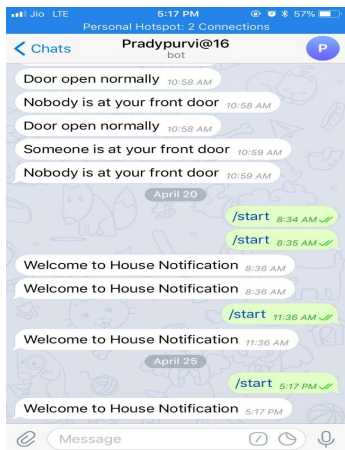 Jio LTE 5:17 PM 57%
Personal Hotspot: 2 Connections
Chats Pradypurvi@16 P
bot
Door open normally 10:58 AM
Nobody is at your front door 10:58 AM
Door open normally 10:58 AM
Someone is at your front door 10:59 AM
Nobody is at your front door 10:59 AM
April 20
/start 8:34 AM
/start 8:35 AM
Welcome to House Notification 8:36 AM
Welcome to House Notification 8:36 AM
/start 11:36 AM
Welcome to House Notification 11:36 AM
April 25
/start 5:17 PM
Welcome to House Notification 5:17 PM
Message